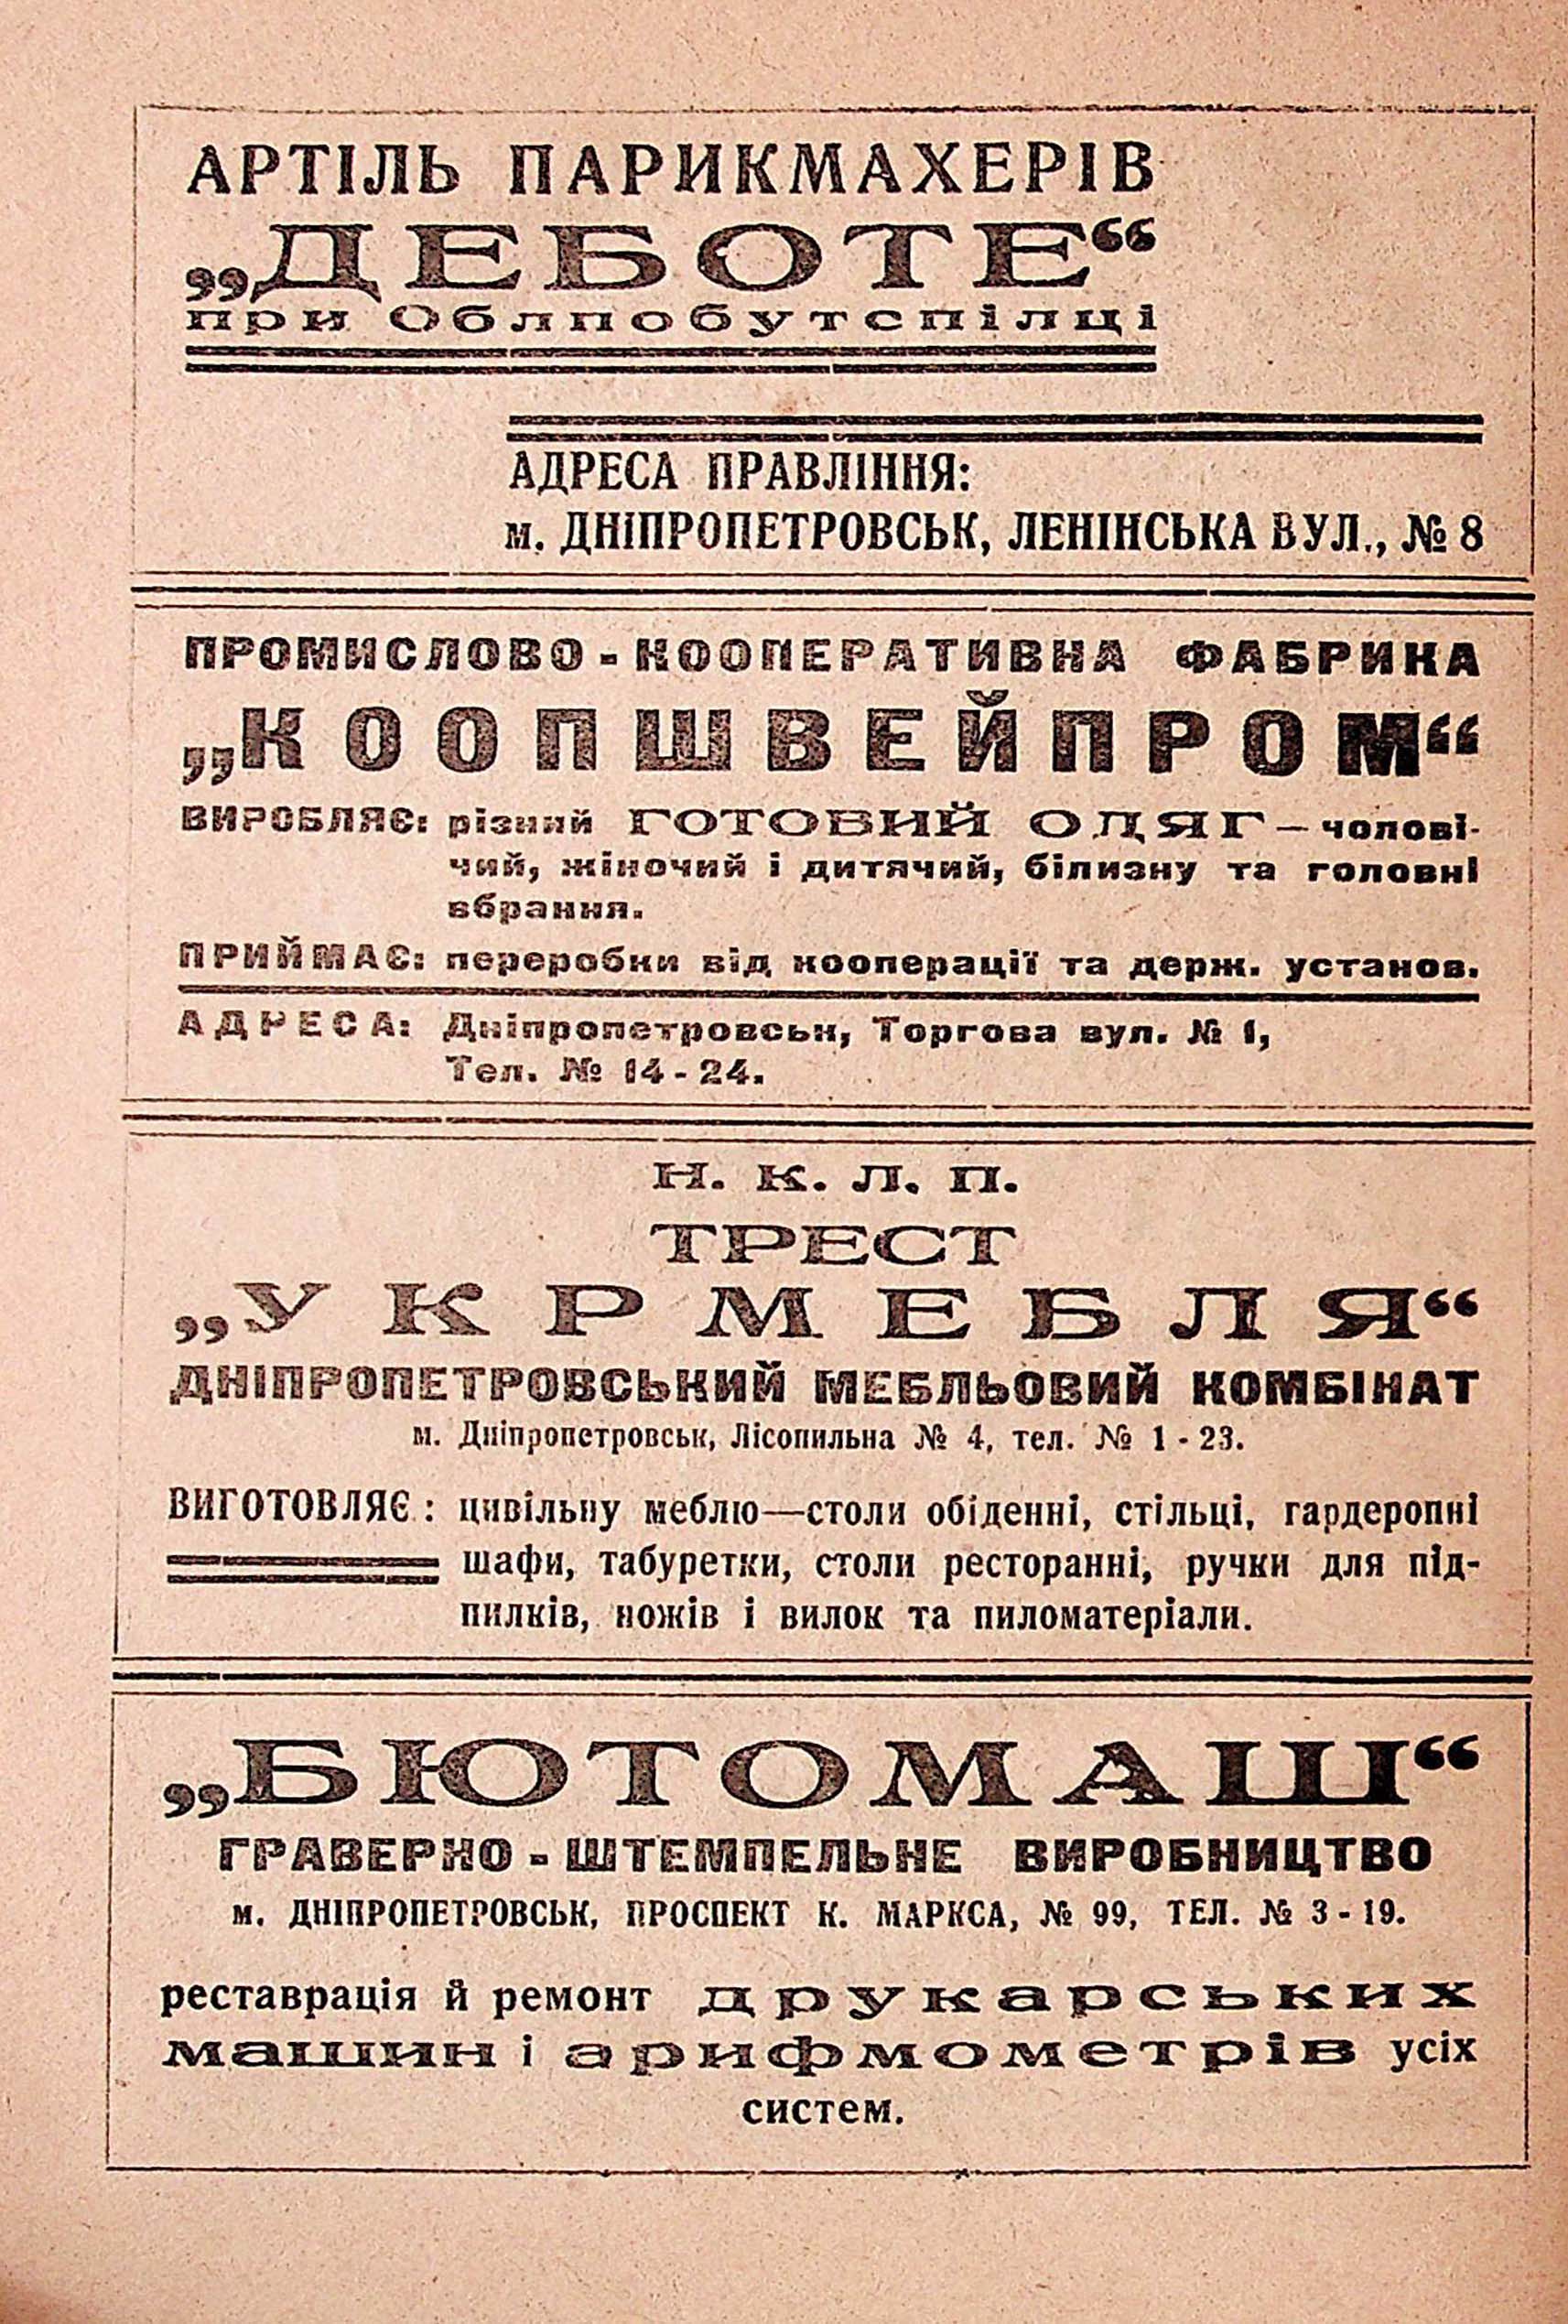 АРТІЛЬ ПАРИКМАХЕРІВ
„ДЕБОТЕ“
при Облпобутспілці
АДРЕСА ПРАВЛІННЯ:
м. ДНІПРОПЕТРОВСЬК, ЛЕНІНСЬКА ВУЛ., № 8
ПРОМИСЛОВО-КООПЕРАТИВНА ФАБРИКА
„КООПШВЕЙПРОМ“
ВИРОБЛЯЄ: різний ГОТОВИЙ ОДЯГ — чолові-
чий, жіночий і дитячий, білизну та головні
вбрання.
ПРИЙМАЄ: переробки від кооперації та держ. установ.
АДРЕСА: Дніпропетровськ, Торгова вул. № 1,
Тел. № 14-24.
Н. К. Л. П.
ТРЕСТ
„УКРМЕБЛЯ“
ДНІПРОПЕТРОВСЬКИЙ МЕБЛЬОВИЙ КОМБІНАТ
м. Дніпропетровськ, Лісопильна № 4, тел. № 1-23.
ВИГОТОВЛЯЄ: цивільну меблю—столи обіденні, стільці, гардеропні
шафи, табуретки, столи ресторанні, ручки для під-
пилків, ножів і вилок та пиломатеріали.
„БЮТОМАШ“
ГРАВЕРНО-ШТЕМПЕЛЬНЕ ВИРОБНИЦТВО
м. ДНІПРОПЕТРОВСЬК, ПРОСПЕКТ К. МАРКСА, № 99, ТЕЛ. № 3-19.
реставрація й ремонт друкарських
машин і арифмометрів усіх
систем.